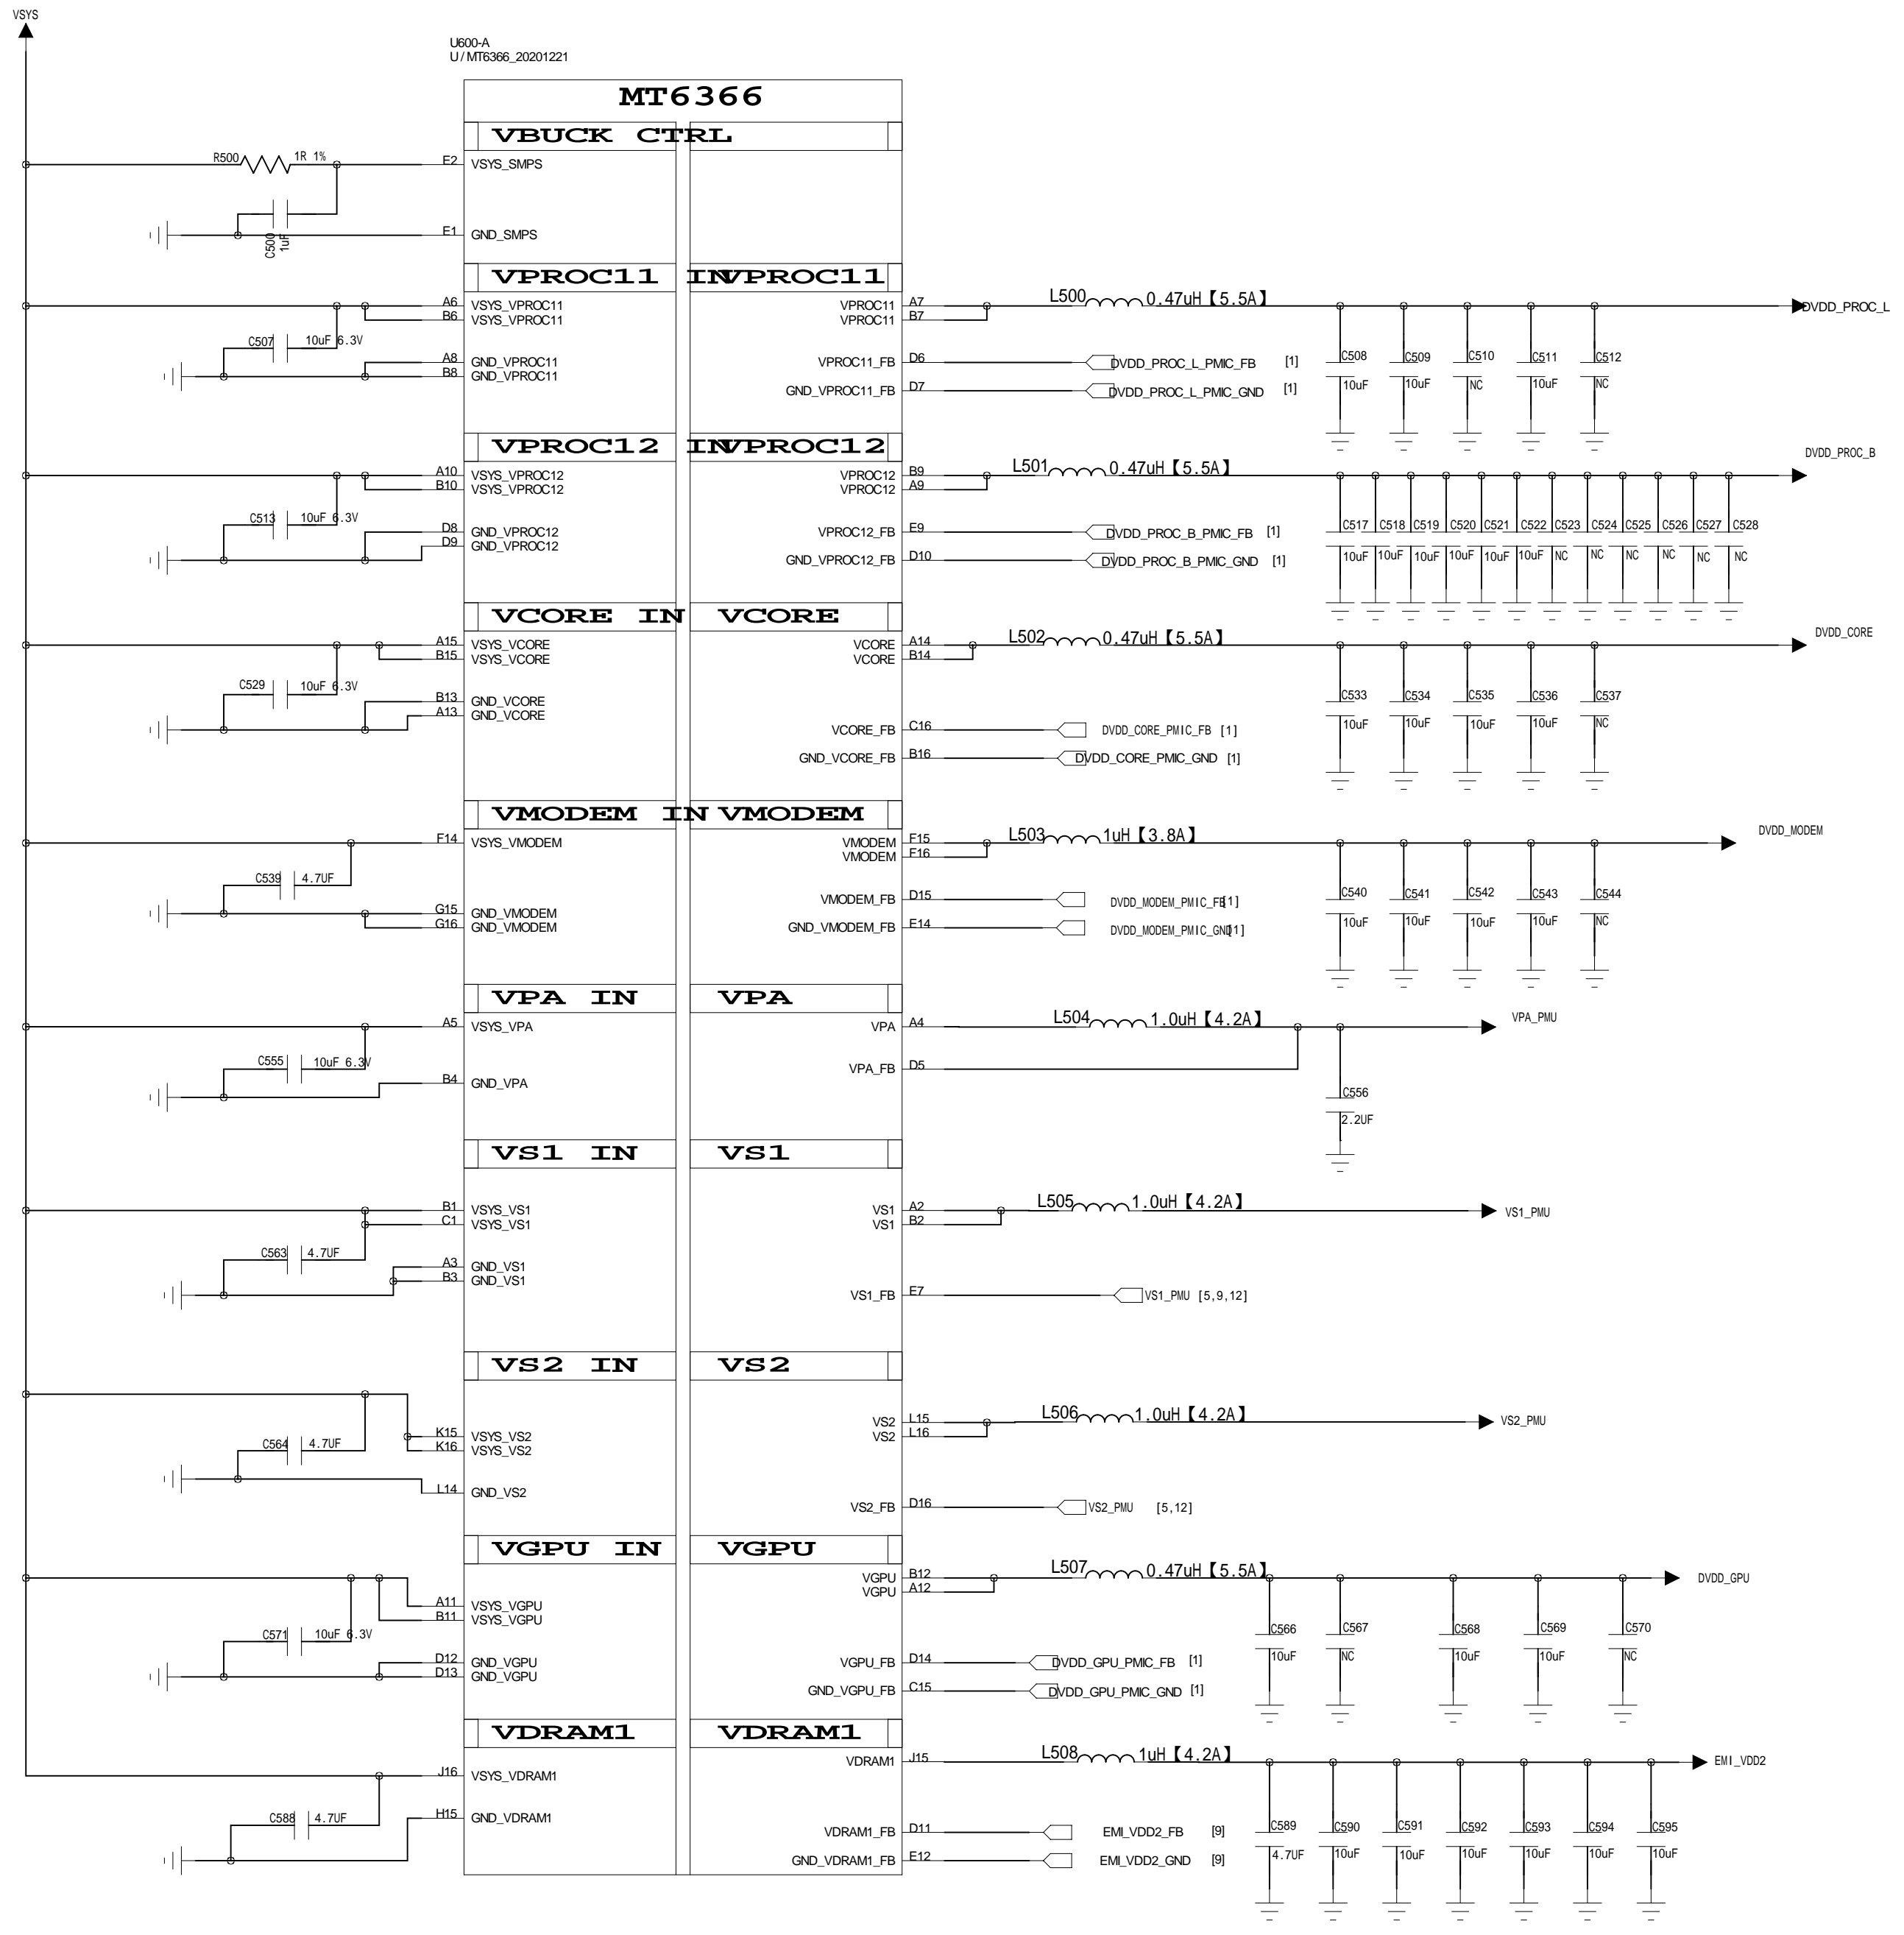 VSYS
U600-A
U / MT6366_20201221
MT6366
VBUCK CTRL
R500 1R 1% E2 VSYS_SMPS
C500 1uF
E1 GND_SMPS
VPROC11 IN VPROC11
A6 VSYS_VPROC11 VPROC11 A7 L500 0.47uH【5.5A】 DVDD_PROC_L
B6 VSYS_VPROC11 VPROC11 B7
C507 10uF 6.3V
A8 GND_VPROC11 VPROC11_FB D6 DVDD_PROC_L_PMIC_FB [1]
B8 GND_VPROC11
GND_VPROC11_FB D7 DVDD_PROC_L_PMIC_GND [1]
C508 C509 C510 C511 C512
10uF 10uF NC 10uF NC
VPROC12 IN VPROC12
DVDD_PROC_B
A10 VSYS_VPROC12 VPROC12 B9 L501 0.47uH【5.5A】
B10 VSYS_VPROC12 VPROC12 A9
C513 10uF 6.3V
D8 GND_VPROC12 VPROC12_FB E9 DVDD_PROC_B_PMIC_FB [1]
D9 GND_VPROC12
GND_VPROC12_FB D10 DVDD_PROC_B_PMIC_GND [1]
C517 C518 C519 C520 C521 C522 C523 C524 C525 C526 C527 C528
10uF 10uF 10uF 10uF 10uF 10uF NC NC NC NC NC NC
VCORE IN VCORE
DVDD_CORE
A15 VSYS_VCORE VCORE A14 L502 0.47uH【5.5A】
B15 VSYS_VCORE VCORE B14
C529 10uF 6.3V
B13 GND_VCORE
A13 GND_VCORE
VCORE_FB C16 DVDD_CORE_PMIC_FB [1]
GND_VCORE_FB B16 DVDD_CORE_PMIC_GND [1]
C533 C534 C535 C536 C537
10uF 10uF 10uF 10uF NC
VMODEM IN VMODEM
DVDD_MODEM
F14 VSYS_VMODEM VMODEM F15 L503 1uH【3.8A】
VMODEM F16
C539 4.7UF
VMODEM_FB D15 DVDD_MODEM_PMIC_FB [1]
G15 GND_VMODEM
G16 GND_VMODEM GND_VMODEM_FB E14 DVDD_MODEM_PMIC_GND [1]
C540 C541 C542 C543 C544
10uF 10uF 10uF 10uF NC
VPA IN VPA
A5 VSYS_VPA VPA A4 L504 1.0uH【4.2A】 VPA_PMU
C555 10uF 6.3V
VPA_FB D5
B4 GND_VPA
C556
2.2UF
VS1 IN VS1
B1 VSYS_VS1 VS1 A2 L505 1.0uH【4.2A】 VS1_PMU
C1 VSYS_VS1 VS1 B2
C563 4.7UF
A3 GND_VS1
B3 GND_VS1
VS1_FB E7 VS1_PMU [5,9,12]
VS2 IN VS2
VS2 L15 L506 1.0uH【4.2A】 VS2_PMU
K15 VSYS_VS2 VS2 L16
K16 VSYS_VS2
C564 4.7UF
L14 GND_VS2
VS2_FB D16 VS2_PMU [5,12]
VGPU IN VGPU
VGPU B12 L507 0.47uH【5.5A】 DVDD_GPU
VGPU A12
A11 VSYS_VGPU
B11 VSYS_VGPU
C571 10uF 6.3V
D12 GND_VGPU VGPU_FB D14 DVDD_GPU_PMIC_FB [1]
D13 GND_VGPU
GND_VGPU_FB C15 DVDD_GPU_PMIC_GND [1]
C566 C567 C568 C569 C570
10uF NC 10uF 10uF NC
VDRAM1 VDRAM1
VDRAM1 J15 L508 1uH【4.2A】 EMI_VDD2
J16 VSYS_VDRAM1
C588 4.7UF
H15 GND_VDRAM1
VDRAM1_FB D11 EMI_VDD2_FB [9]
GND_VDRAM1_FB E12 EMI_VDD2_GND [9]
C589 C590 C591 C592 C593 C594 C595
4.7UF 10uF 10uF 10uF 10uF 10uF 10uF